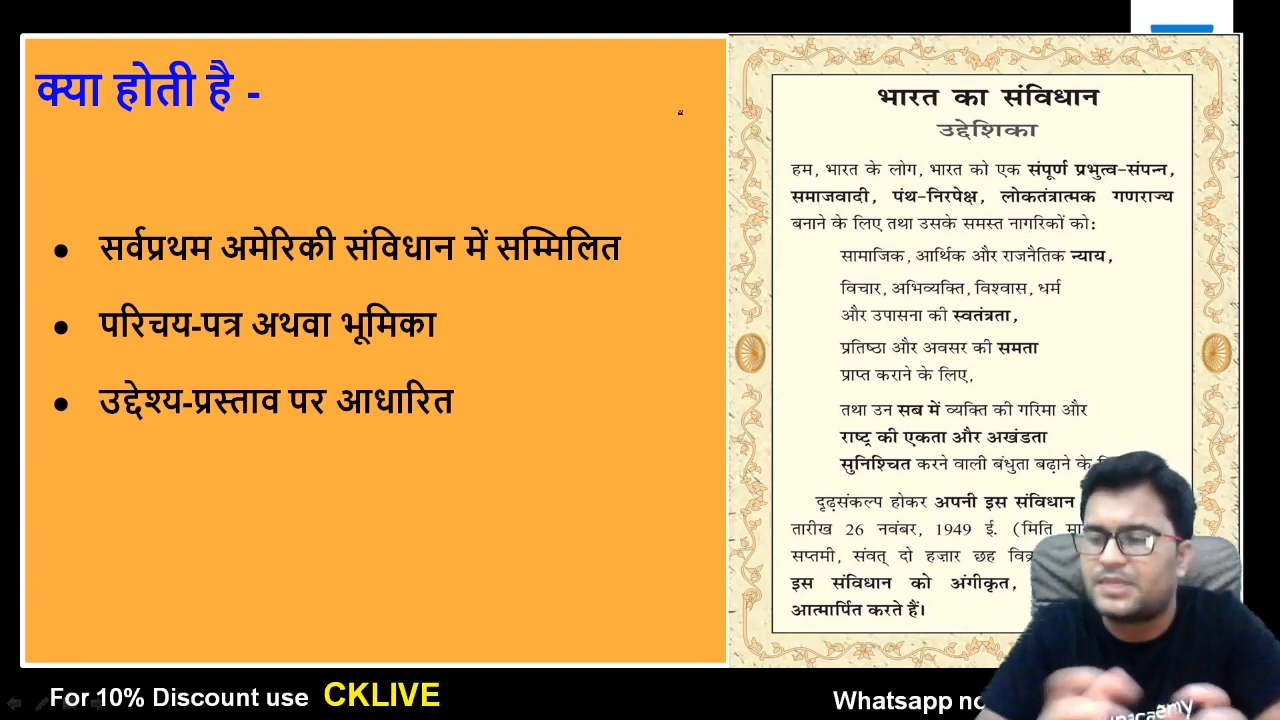 क्या होती है -
● सर्वप्रथम अमेरिकी संविधान में सम्मिलित
● परिचय-पत्र अथवा भूमिका
● उद्देश्य-प्रस्ताव पर आधारित
भारत का संविधान
उद्देशिका
हम, भारत के लोग, भारत को एक संपूर्ण प्रभुत्व-संपन्न,
समाजवादी, पंथ-निरपेक्ष, लोकतंत्रात्मक गणराज्य
बनाने के लिए तथा उसके समस्त नागरिकों को:
सामाजिक, आर्थिक और राजनैतिक न्याय,
विचार, अभिव्यक्ति, विश्वास, धर्म
और उपासना की स्वतंत्रता,
प्रतिष्ठा और अवसर की समता
प्राप्त कराने के लिए,
तथा उन सब में व्यक्ति की गरिमा और
राष्ट्र की एकता और अखंडता
सुनिश्चित करने वाली बंधुता बढ़ाने के
दृढ़संकल्प होकर अपनी इस संविधान
तारीख 26 नवंबर, 1949 ई. (मिति
सप्तमी, संवत् दो हजार छह
इस संविधान को अंगीकृत,
आत्मार्पित करते हैं।
For 10% Discount use CKLIVE
Whatsapp